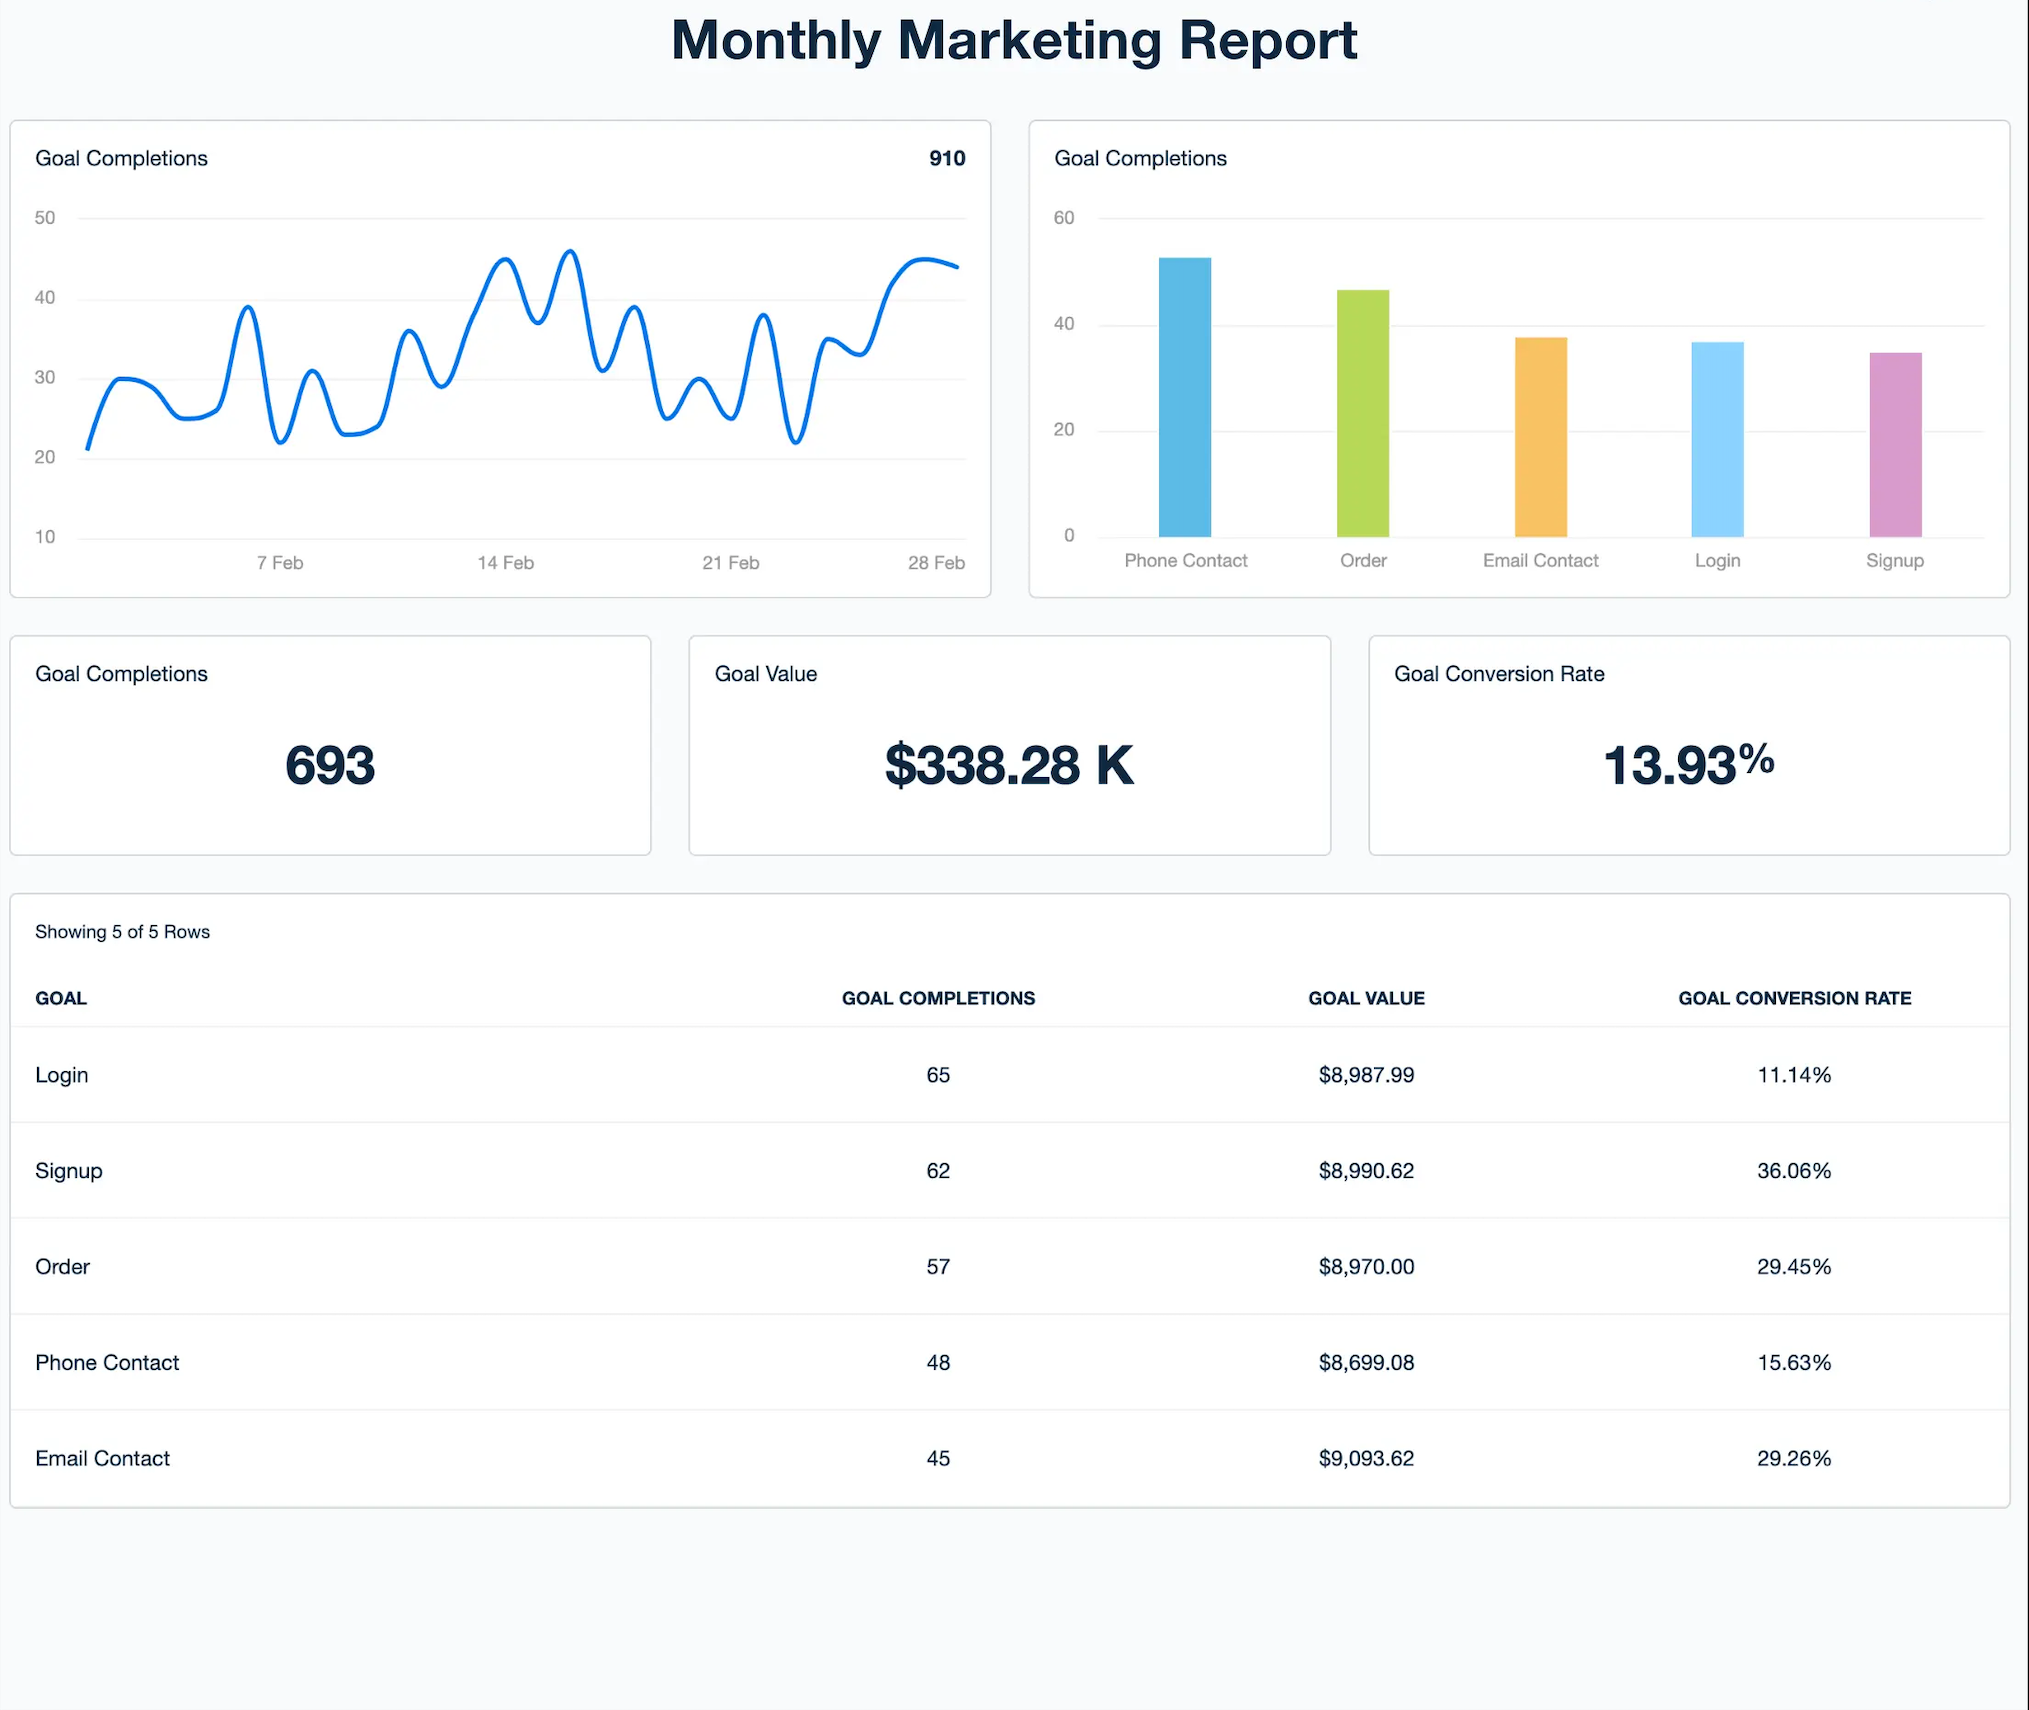 Monthly Marketing Report
Goal Completions 910
50
40
30
20
10
7 Feb 14 Feb 21 Feb 28 Feb
Goal Completions
60
40
20
0
Phone Contact Order Email Contact Login Signup
Goal Completions
693
Goal Value
$338.28 K
Goal Conversion Rate
13.93%
Showing 5 of 5 Rows
GOAL GOAL COMPLETIONS GOAL VALUE GOAL CONVERSION RATE
Login 65 $8,987.99 11.14%
Signup 62 $8,990.62 36.06%
Order 57 $8,970.00 29.45%
Phone Contact 48 $8,699.08 15.63%
Email Contact 45 $9,093.62 29.26%